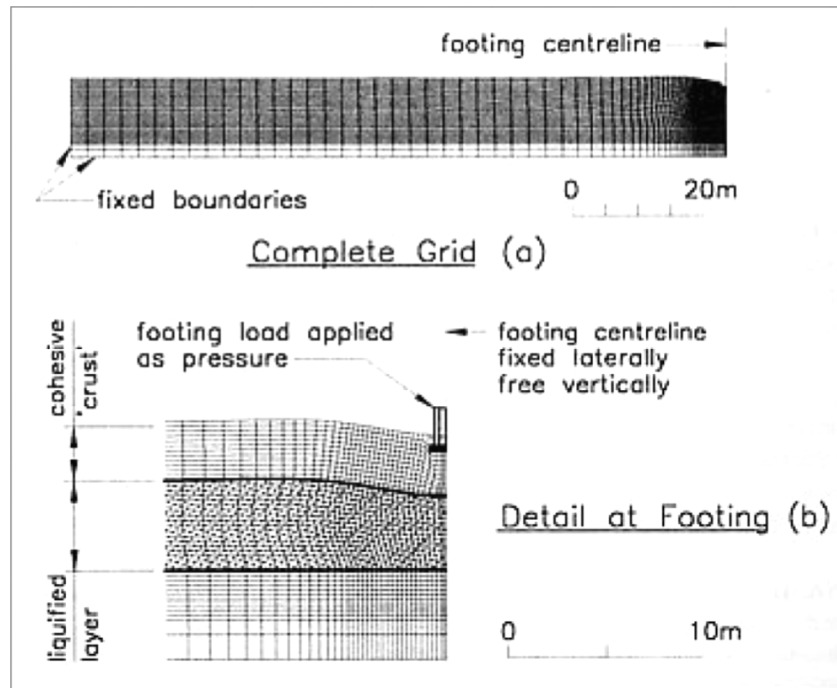 footing centreline
fixed boundaries
0 20m
Complete Grid (a)
footing load applied
as pressure
footing centreline
fixed laterally
free vertically
cohesive
'crust'
Detail at Footing (b)
liquified
layer
0 10m